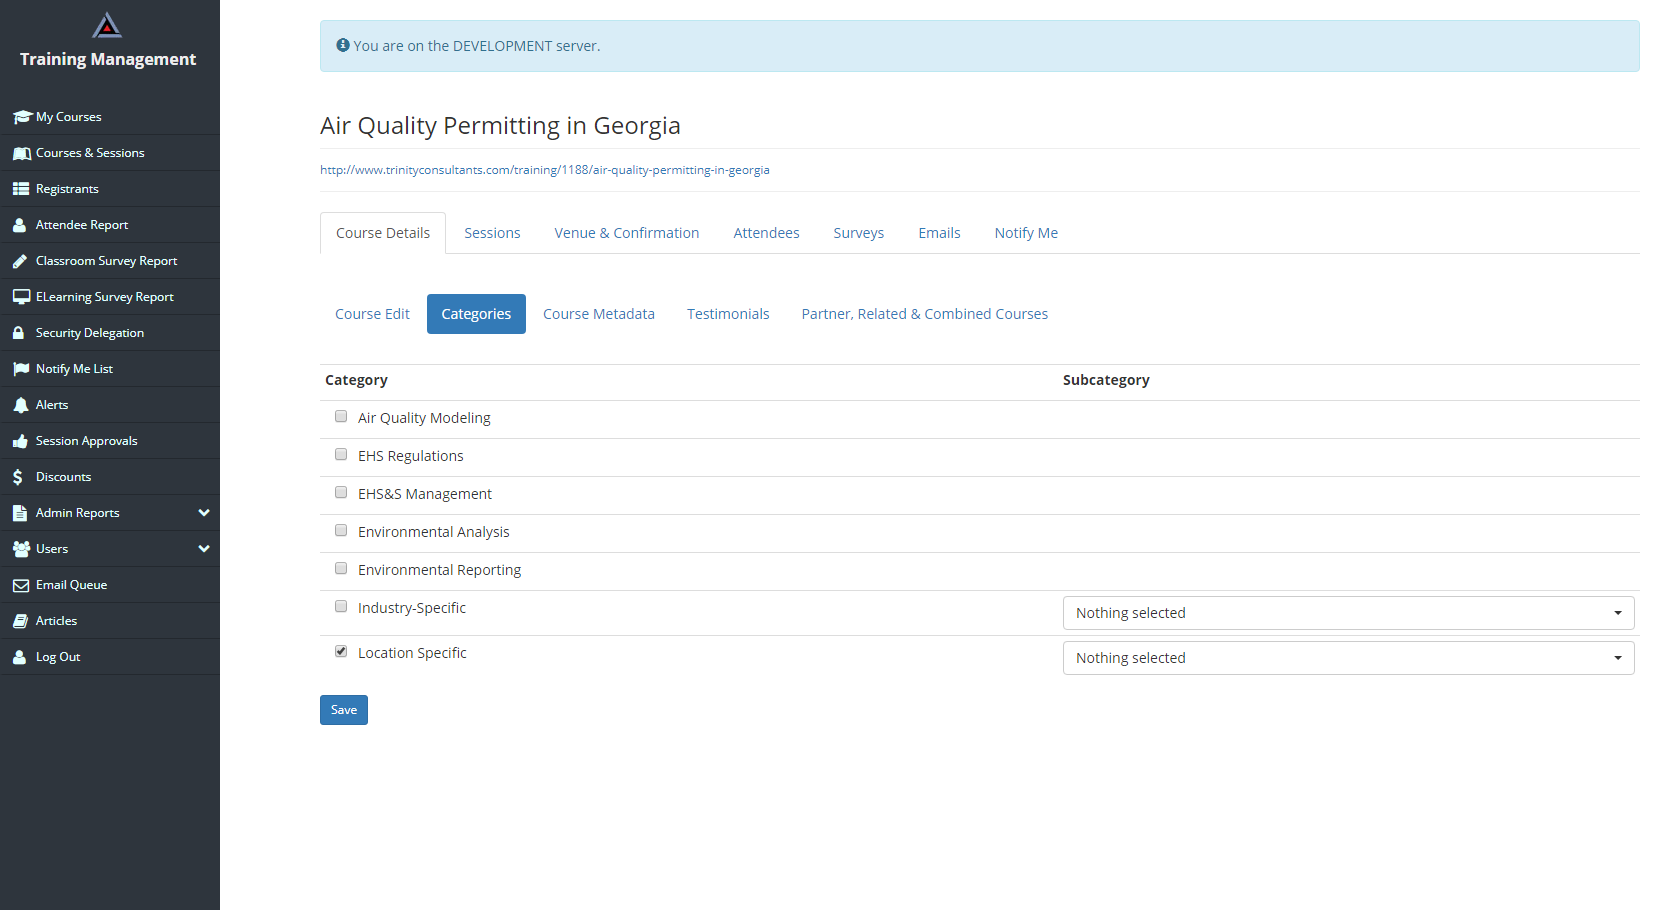 Training Management
My Courses
Courses & Sessions
Registrants
Attendee Report
Classroom Survey Report
ELearning Survey Report
Security Delegation
Notify Me List
Alerts
Session Approvals
Discounts
Admin Reports
Users
Email Queue
Articles
Log Out
You are on the DEVELOPMENT server.
Air Quality Permitting in Georgia
http://www.trinityconsultants.com/training/1188/air-quality-permitting-in-georgia
Course Details Sessions Venue & Confirmation Attendees Surveys Emails Notify Me
Course Edit Categories Course Metadata Testimonials Partner, Related & Combined Courses
Category Subcategory
Air Quality Modeling
EHS Regulations
EHS&S Management
Environmental Analysis
Environmental Reporting
Industry-Specific Nothing selected
Location Specific Nothing selected
Save